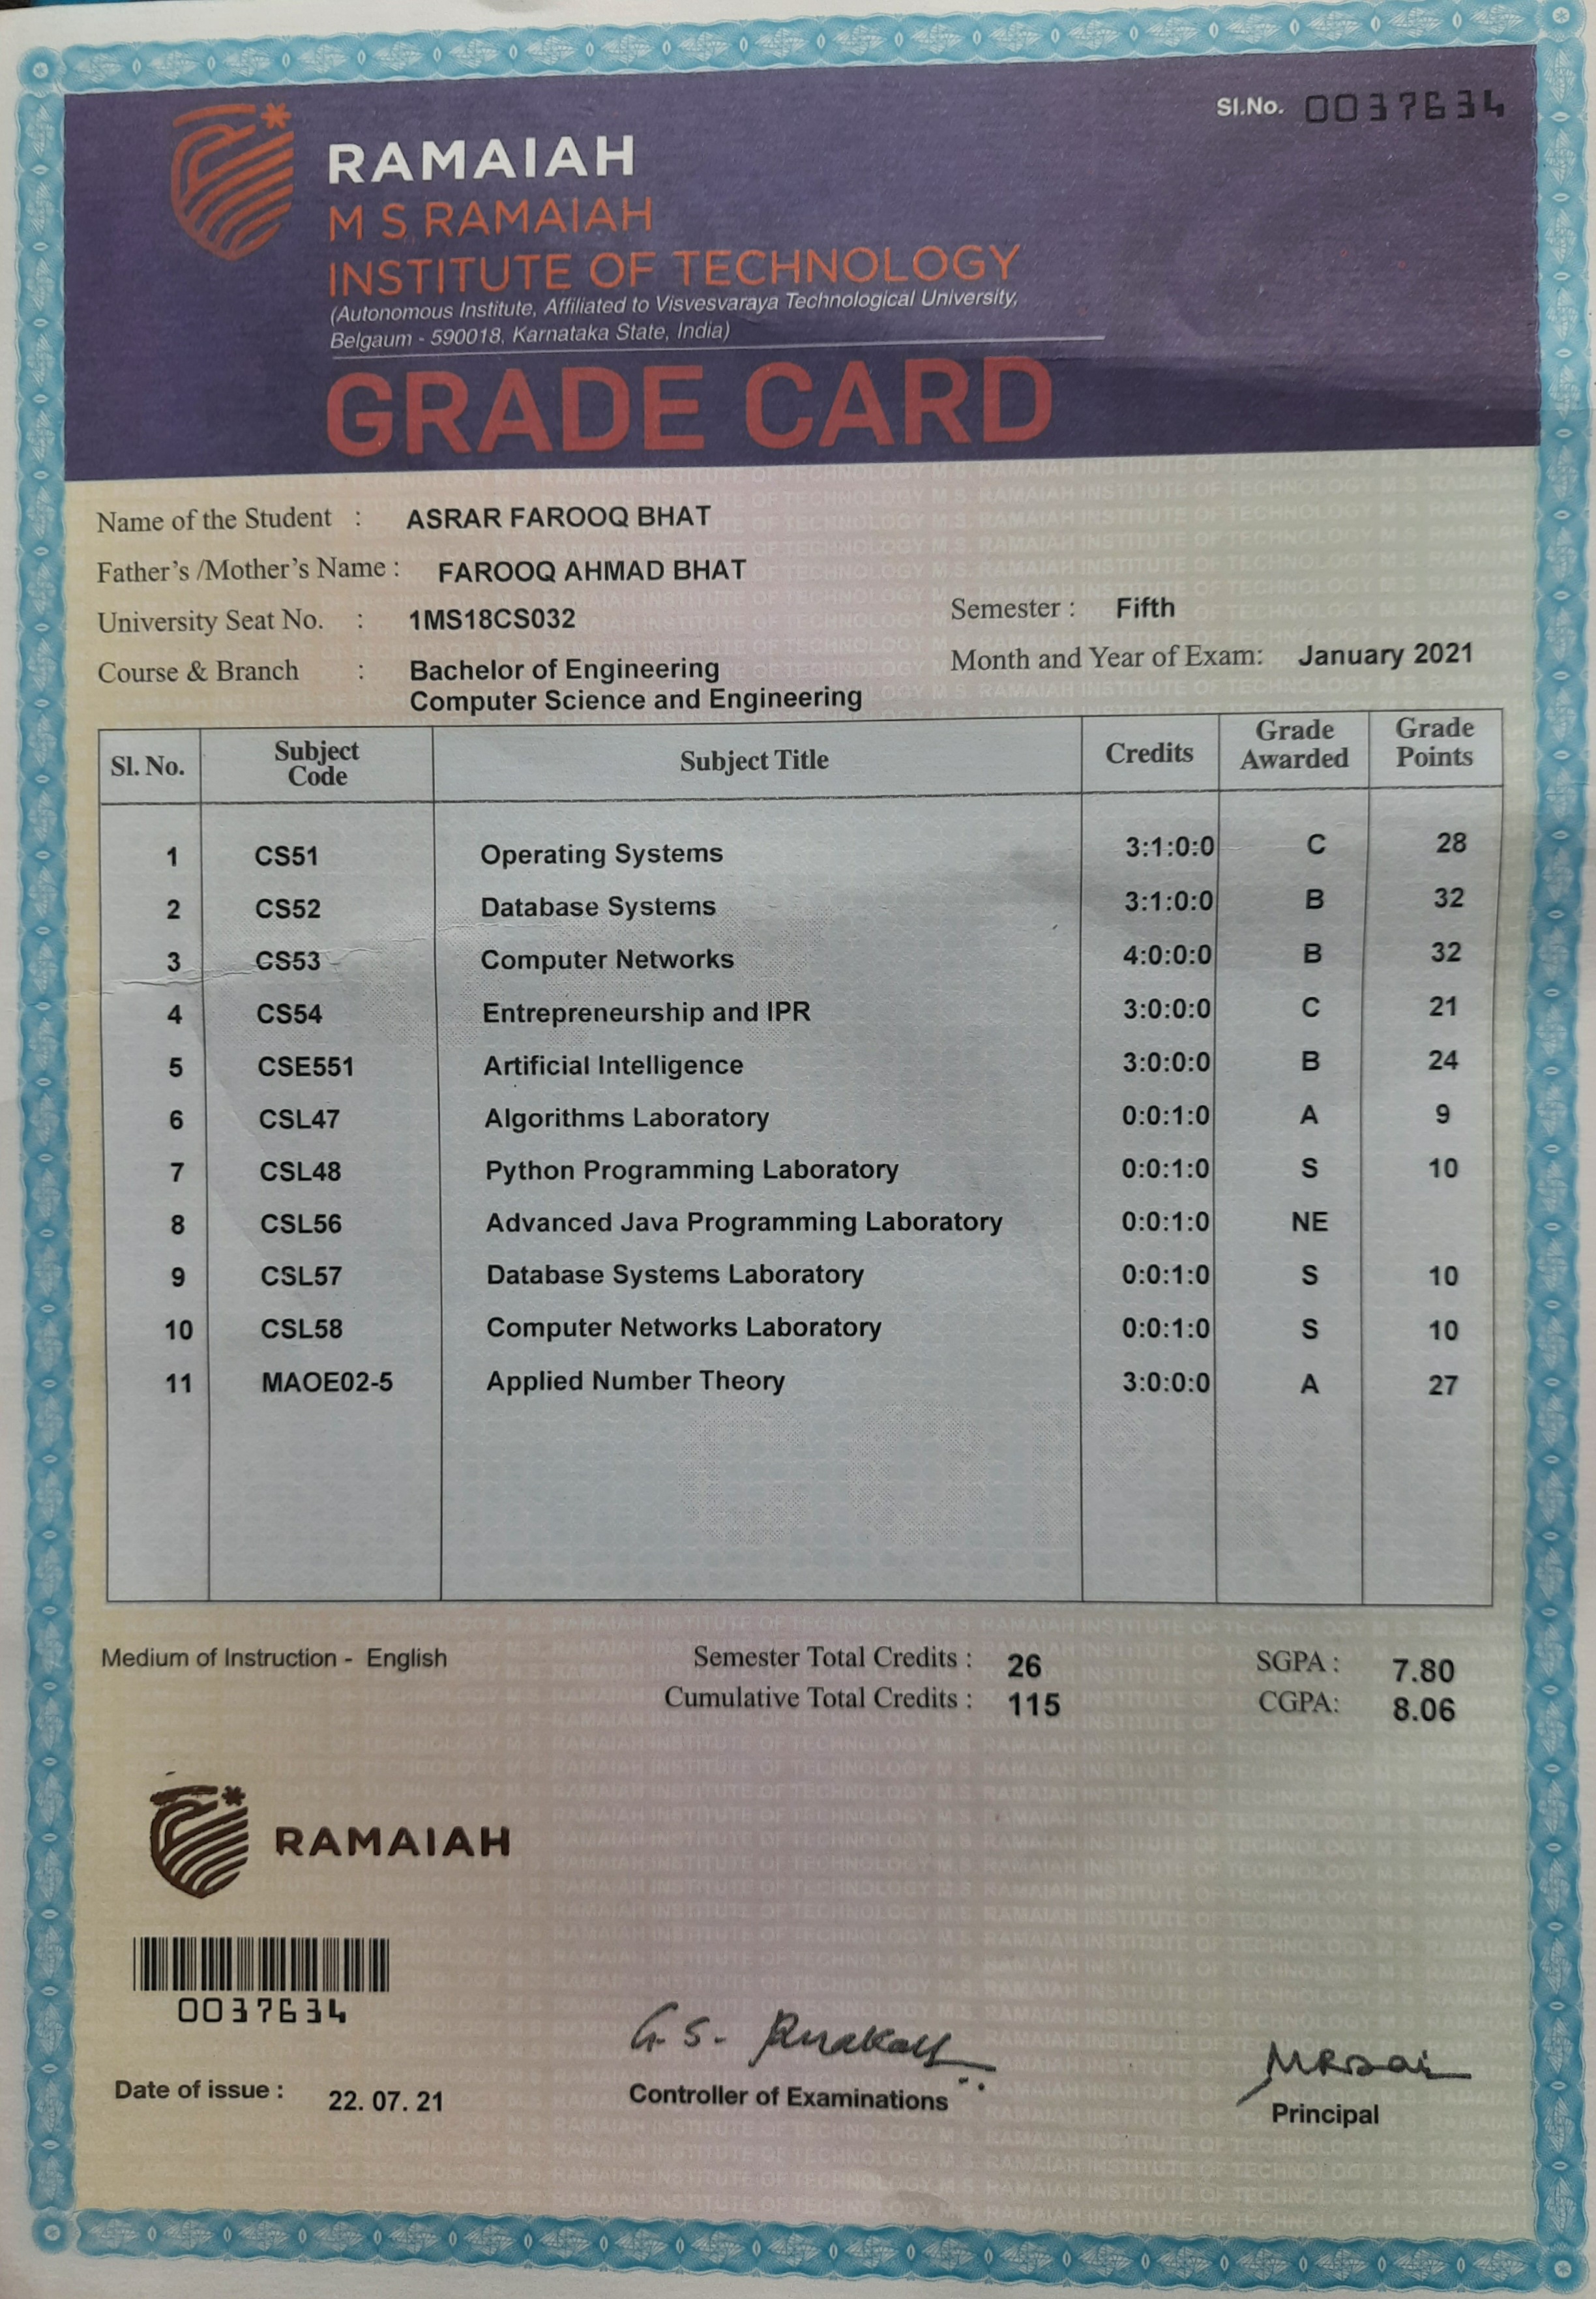 Sl.No. 0037634
RAMAIAH
M S RAMAIAH
INSTITUTE OF TECHNOLOGY
(Autonomous Institute, Affiliated to Visvesvaraya Technological University,
Belgaum - 590018, Karnataka State, India)
GRADE CARD
Name of the Student : ASRAR FAROOQ BHAT
Father's /Mother's Name : FAROOQ AHMAD BHAT
University Seat No. : 1MS18CS032 Semester : Fifth
Course & Branch : Bachelor of Engineering Month and Year of Exam: January 2021
Computer Science and Engineering
Sl. No. Subject Code Subject Title Credits Grade Awarded Grade Points
1 CS51 Operating Systems 3:1:0:0 C 28
2 CS52 Database Systems 3:1:0:0 B 32
3 CS53 Computer Networks 4:0:0:0 B 32
4 CS54 Entrepreneurship and IPR 3:0:0:0 C 21
5 CSE551 Artificial Intelligence 3:0:0:0 B 24
6 CSL47 Algorithms Laboratory 0:0:1:0 A 9
7 CSL48 Python Programming Laboratory 0:0:1:0 S 10
8 CSL56 Advanced Java Programming Laboratory 0:0:1:0 NE
9 CSL57 Database Systems Laboratory 0:0:1:0 S 10
10 CSL58 Computer Networks Laboratory 0:0:1:0 S 10
11 MAOE02-5 Applied Number Theory 3:0:0:0 A 27
Medium of Instruction - English Semester Total Credits : 26 SGPA : 7.80
Cumulative Total Credits : 115 CGPA: 8.06
RAMAIAH
0037634
G. S.
Date of issue : 22. 07. 21 Controller of Examinations Principal